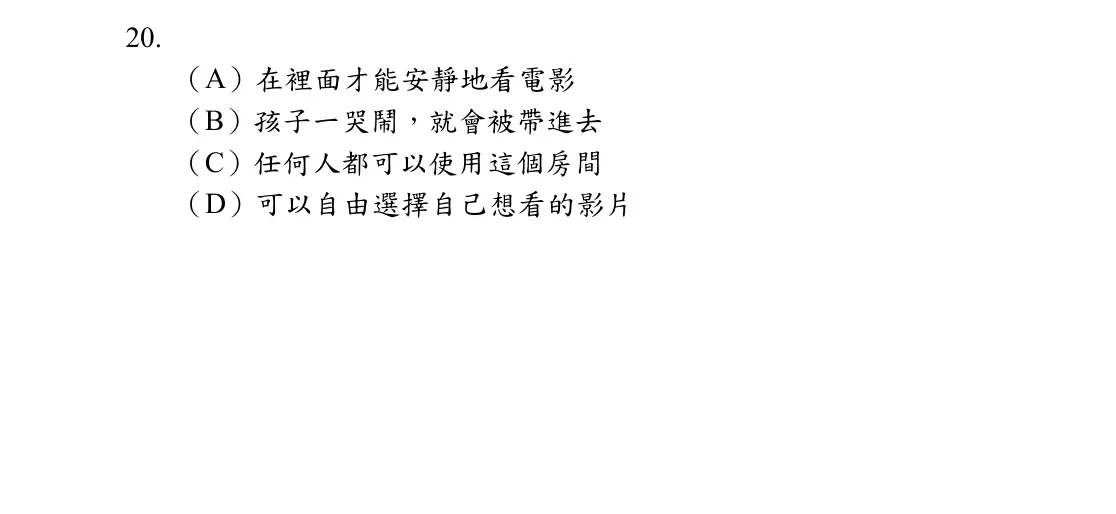 20.
（A）在裡面才能安靜地看電影
（B）孩子一哭鬧，就會被帶進去
（C）任何人都可以使用這個房間
（D）可以自由選擇自己想看的影片